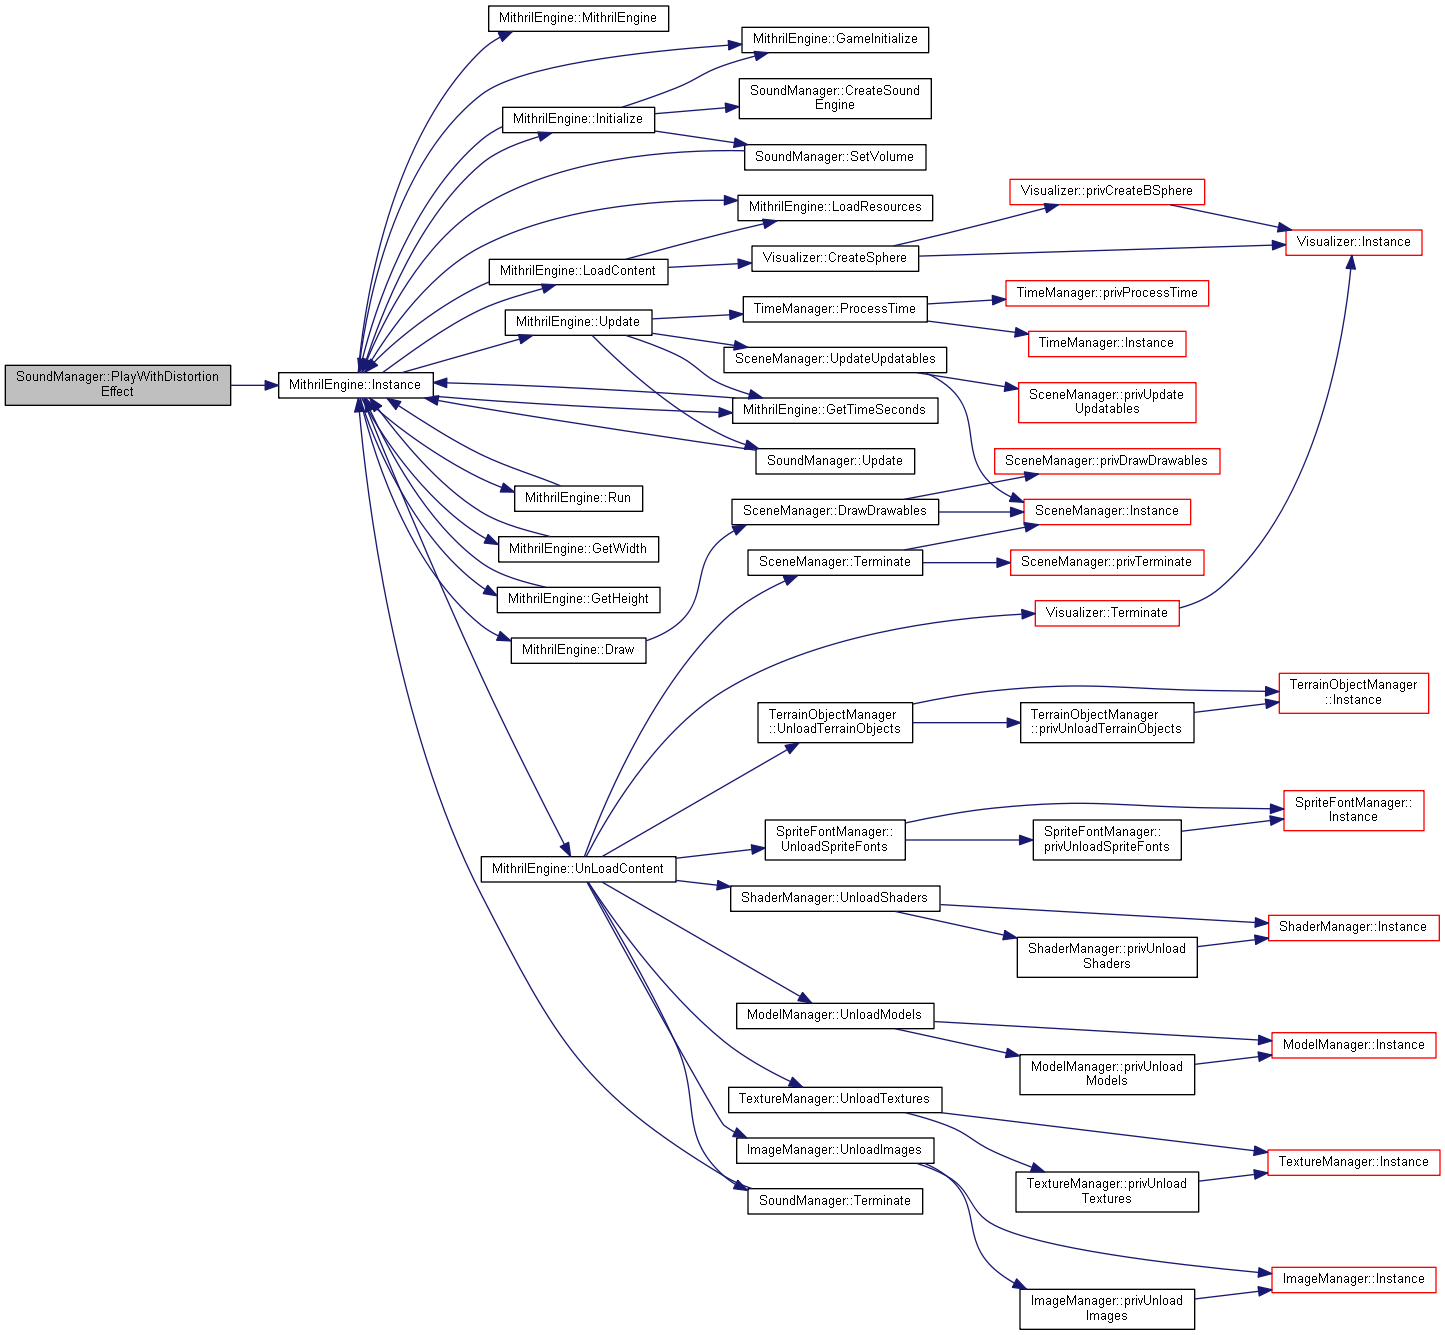 MithrilEngine::MithrilEngine
MithrilEngine::GameInitialize
SoundManager::CreateSound
Engine
MithrilEngine::Initialize
SoundManager::SetVolume
Visualizer::privCreateBSphere
MithrilEngine::LoadResources
Visualizer::Instance
Visualizer::CreateSphere
MithrilEngine::LoadContent
TimeManager::privProcessTime
TimeManager::ProcessTime
MithrilEngine::Update
TimeManager::Instance
SceneManager::UpdateUpdatables
SoundManager::PlayWithDistortion
Effect
MithrilEngine::Instance
SceneManager::privUpdate
Updatables
MithrilEngine::GetTimeSeconds
SoundManager::Update
SceneManager::privDrawDrawables
MithrilEngine::Run
SceneManager::DrawDrawables
SceneManager::Instance
MithrilEngine::GetWidth
SceneManager::Terminate
SceneManager::privTerminate
MithrilEngine::GetHeight
Visualizer::Terminate
MithrilEngine::Draw
TerrainObjectManager
::Instance
TerrainObjectManager
::UnloadTerrainObjects
TerrainObjectManager
::privUnloadTerrainObjects
SpriteFontManager::
Instance
SpriteFontManager::
UnloadSpriteFonts
SpriteFontManager::
privUnloadSpriteFonts
MithrilEngine::UnLoadContent
ShaderManager::UnloadShaders
ShaderManager::Instance
ShaderManager::privUnload
Shaders
ModelManager::UnloadModels
ModelManager::Instance
ModelManager::privUnload
Models
TextureManager::UnloadTextures
ImageManager::UnloadImages
TextureManager::Instance
TextureManager::privUnload
Textures
SoundManager::Terminate
ImageManager::Instance
ImageManager::privUnload
Images